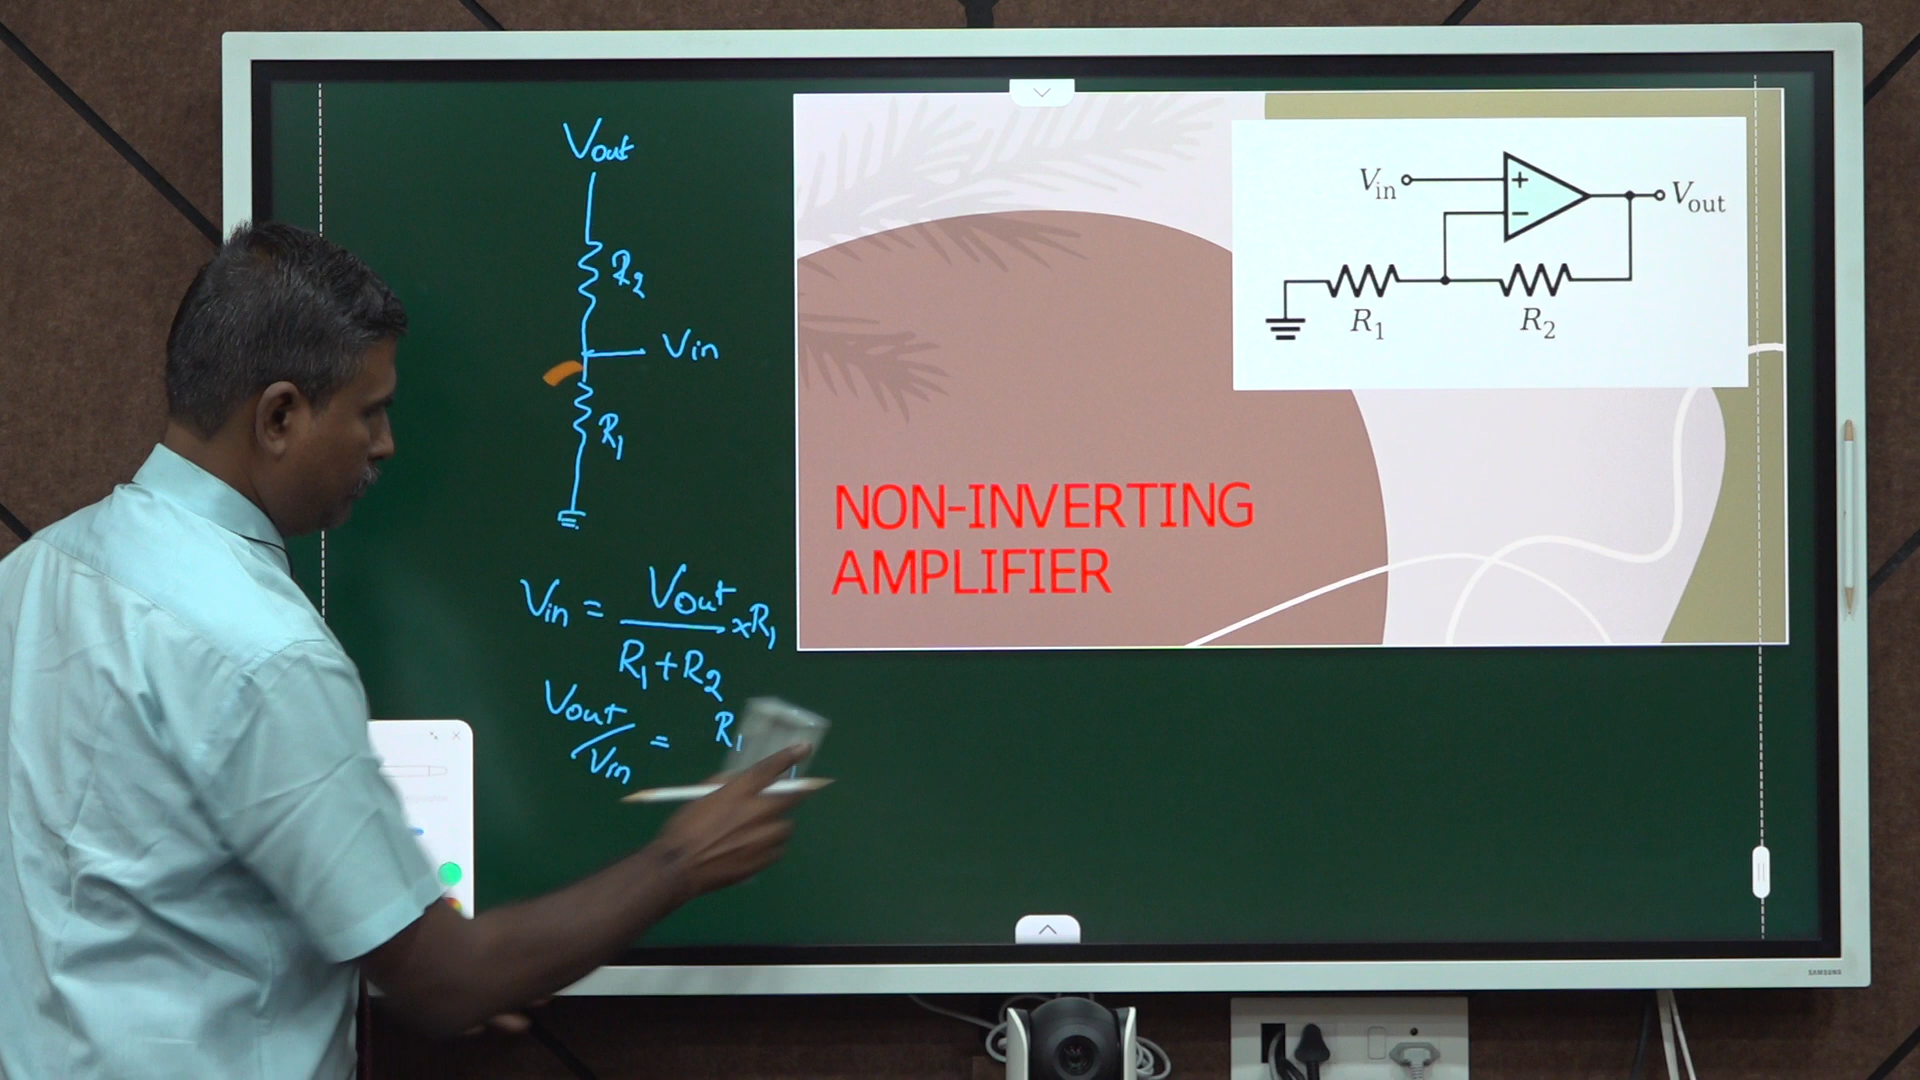 Vout
R2
Vin
R1
Vin = Vout/R1+R2 ×R1
Vout/Vin = R1
Vin
+
−
Vout
R1
R2
NON-INVERTING
AMPLIFIER
SAMSUNG